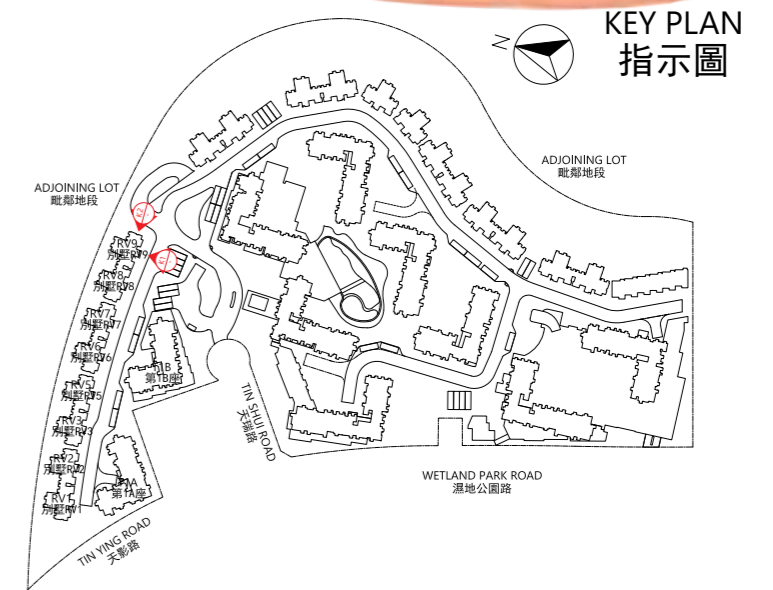 KEY PLAN
指示圖
N
ADJOINING LOT
毗鄰地段
ADJOINING LOT
毗鄰地段
K2
K1
RV9
別墅RV9
RV8
別墅RV8
RV7
別墅RV7
RV6
別墅RV6
RV5
別墅RV5
RV3
別墅RV3
RV2
別墅RV2
RV1
別墅RV1
第1B座
第1A座
TIN SHUI ROAD
天瑞路
WETLAND PARK ROAD
濕地公園路
TIN YING ROAD
天影路